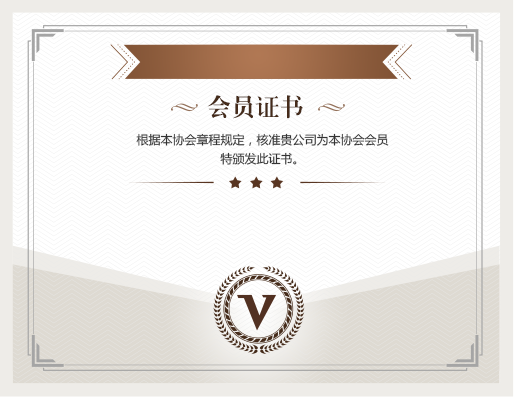 会员证书
根据本协会章程规定，核准贵公司为本协会会员
特颁发此证书。
V